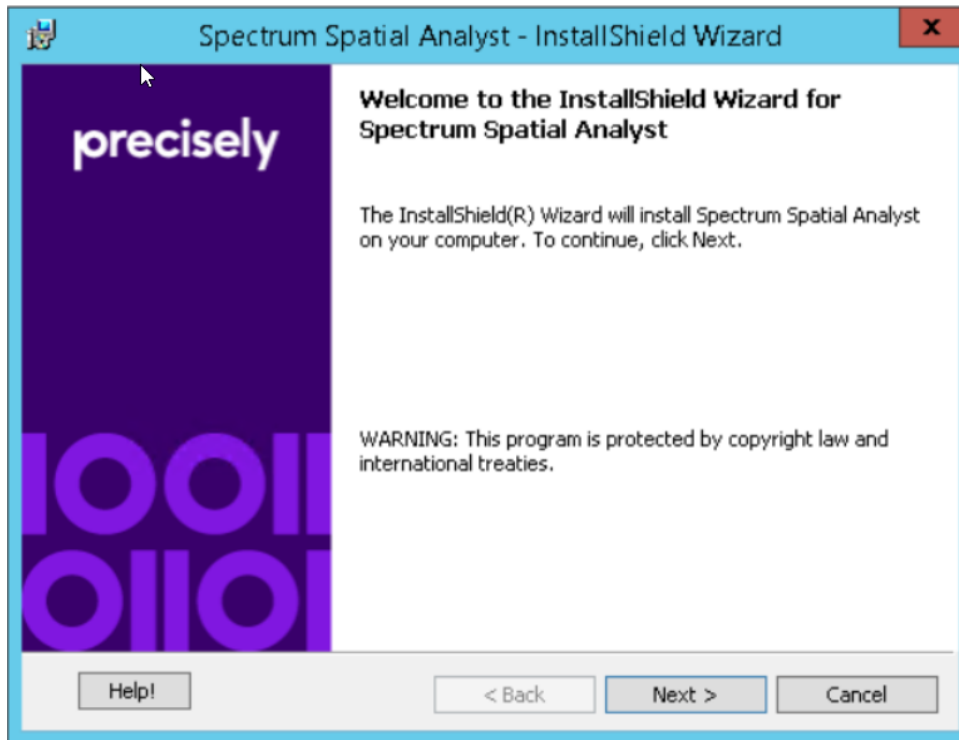 Spectrum Spatial Analyst - InstallShield Wizard
x
precisely
Welcome to the InstallShield Wizard for
Spectrum Spatial Analyst
The InstallShield(R) Wizard will install Spectrum Spatial Analyst
on your computer. To continue, click Next.
WARNING: This program is protected by copyright law and
international treaties.
Help!
< Back
Next >
Cancel